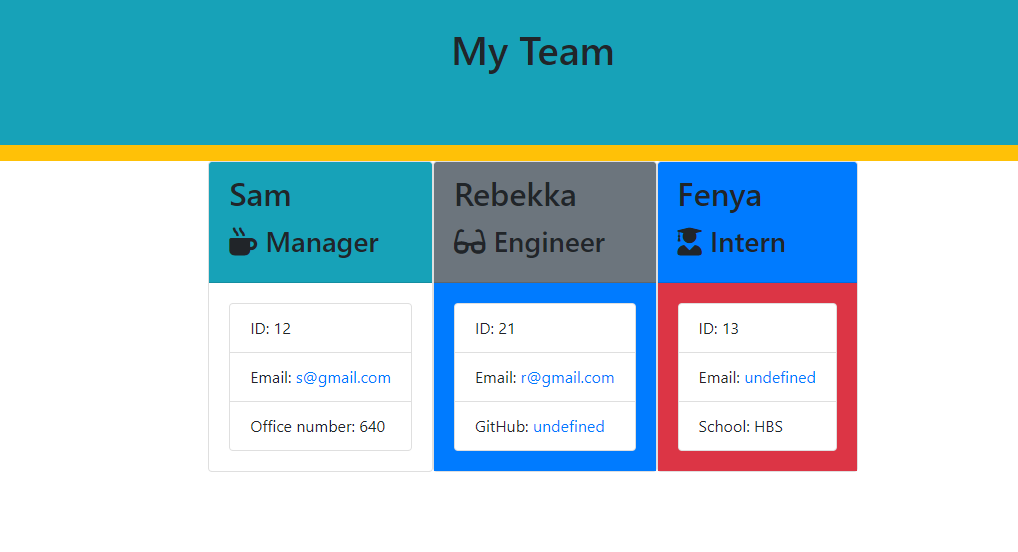 My Team
Sam
Manager
ID: 12
Email: s@gmail.com
Office number: 640
Rebekka
Engineer
ID: 21
Email: r@gmail.com
GitHub: undefined
Fenya
Intern
ID: 13
Email: undefined
School: HBS